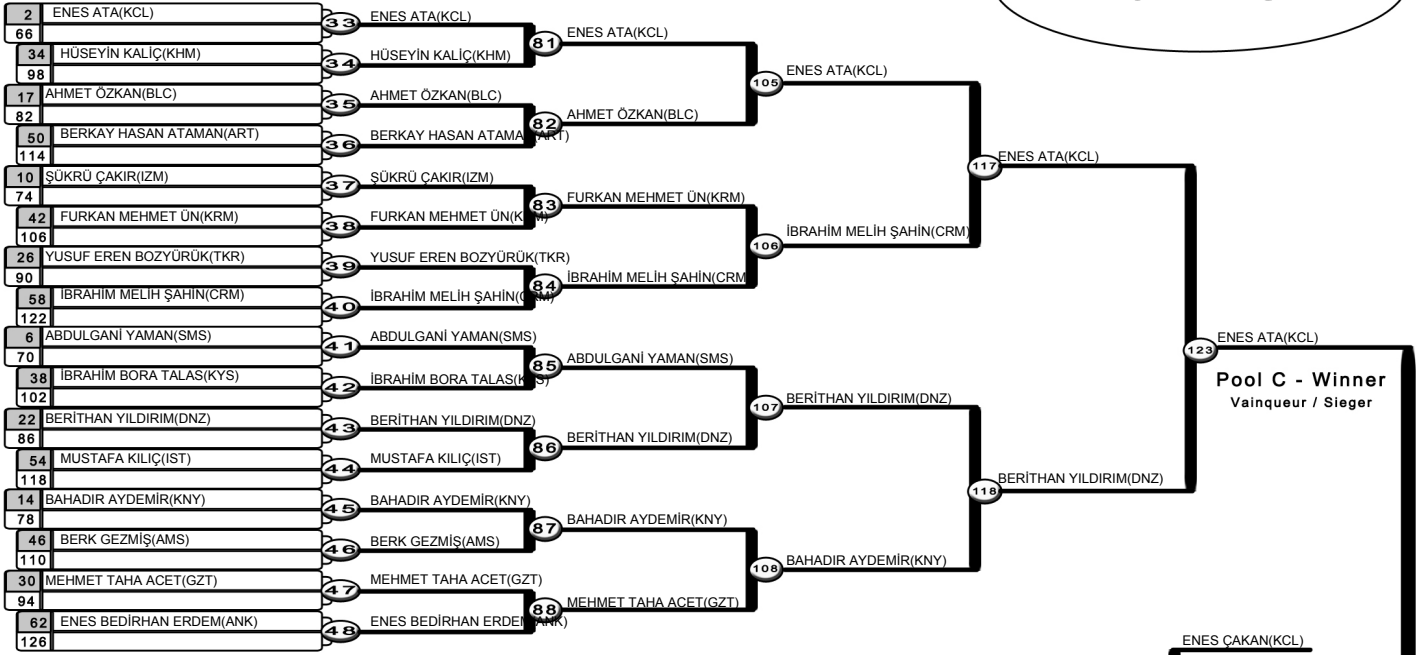 2 ENES ATA(KCL)
66
34 HÜSEYİN KALİÇ(KHM)
98
17 AHMET ÖZKAN(BLC)
82
50 BERKAY HASAN ATAMAN(ART)
114
10 ŞÜKRÜ ÇAKIR(IZM)
74
42 FURKAN MEHMET ÜN(KRM)
106
26 YUSUF EREN BOZYÜRÜK(TKR)
90
58 İBRAHİM MELİH ŞAHİN(CRM)
122
6 ABDULGANİ YAMAN(SMS)
70
38 İBRAHİM BORA TALAS(KYS)
102
22 BERİTHAN YILDIRIM(DNZ)
86
54 MUSTAFA KILIÇ(IST)
118
14 BAHADIR AYDEMİR(KNY)
78
46 BERK GEZMİŞ(AMS)
110
30 MEHMET TAHA ACET(GZT)
94
62 ENES BEDİRHAN ERDEM(ANK)
126
33 ENES ATA(KCL)
34 HÜSEYİN KALİÇ(KHM)
35 AHMET ÖZKAN(BLC)
36 BERKAY HASAN ATAMAN(ART)
37 ŞÜKRÜ ÇAKIR(IZM)
38 FURKAN MEHMET ÜN(KRM)
39 YUSUF EREN BOZYÜRÜK(TKR)
40 İBRAHİM MELİH ŞAHİN(CRM)
41 ABDULGANİ YAMAN(SMS)
42 İBRAHİM BORA TALAS(KYS)
43 BERİTHAN YILDIRIM(DNZ)
44 MUSTAFA KILIÇ(IST)
45 BAHADIR AYDEMİR(KNY)
46 BERK GEZMİŞ(AMS)
47 MEHMET TAHA ACET(GZT)
48 ENES BEDİRHAN ERDEM(ANK)
81 ENES ATA(KCL)
82 AHMET ÖZKAN(BLC)
83 FURKAN MEHMET ÜN(KRM)
84 İBRAHİM MELİH ŞAHİN(CRM
85 ABDULGANİ YAMAN(SMS)
86 BERİTHAN YILDIRIM(DNZ)
87 BAHADIR AYDEMİR(KNY)
88 MEHMET TAHA ACET(GZT)
105 ENES ATA(KCL)
106 İBRAHİM MELİH ŞAHİN(CRM)
107 BERİTHAN YILDIRIM(DNZ)
108 BAHADIR AYDEMİR(KNY)
117 ENES ATA(KCL)
118 BERİTHAN YILDIRIM(DNZ)
123 ENES ATA(KCL)
Pool C - Winner
Vainqueur / Sieger
ENES ÇAKAN(KCL)